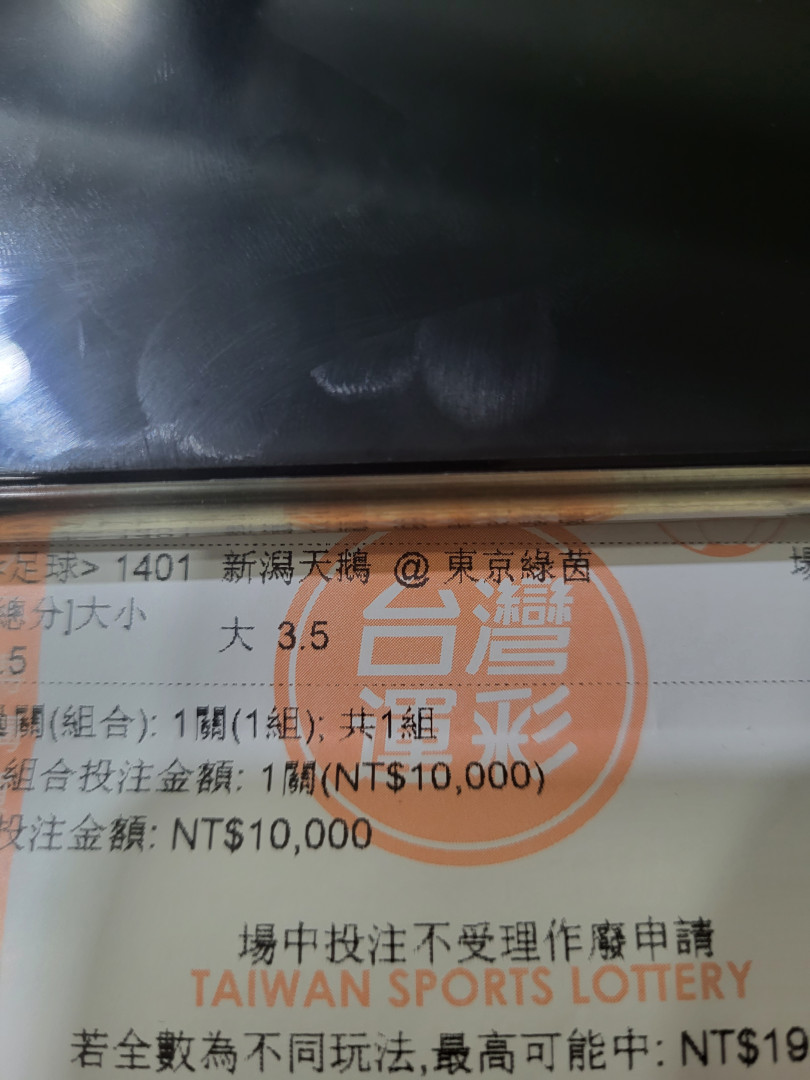 足球> 1401 新潟天鵝 @ 東京綠茵
總分]大小
大 3.5
.5
關(組合): 1關(1組); 共1組
組合投注金額: 1關(NT$10,000)
投注金額: NT$10,000
台灣
運彩
場中投注不受理作廢申請
TAIWAN SPORTS LOTTERY
若全數為不同玩法,最高可能中: NT$19